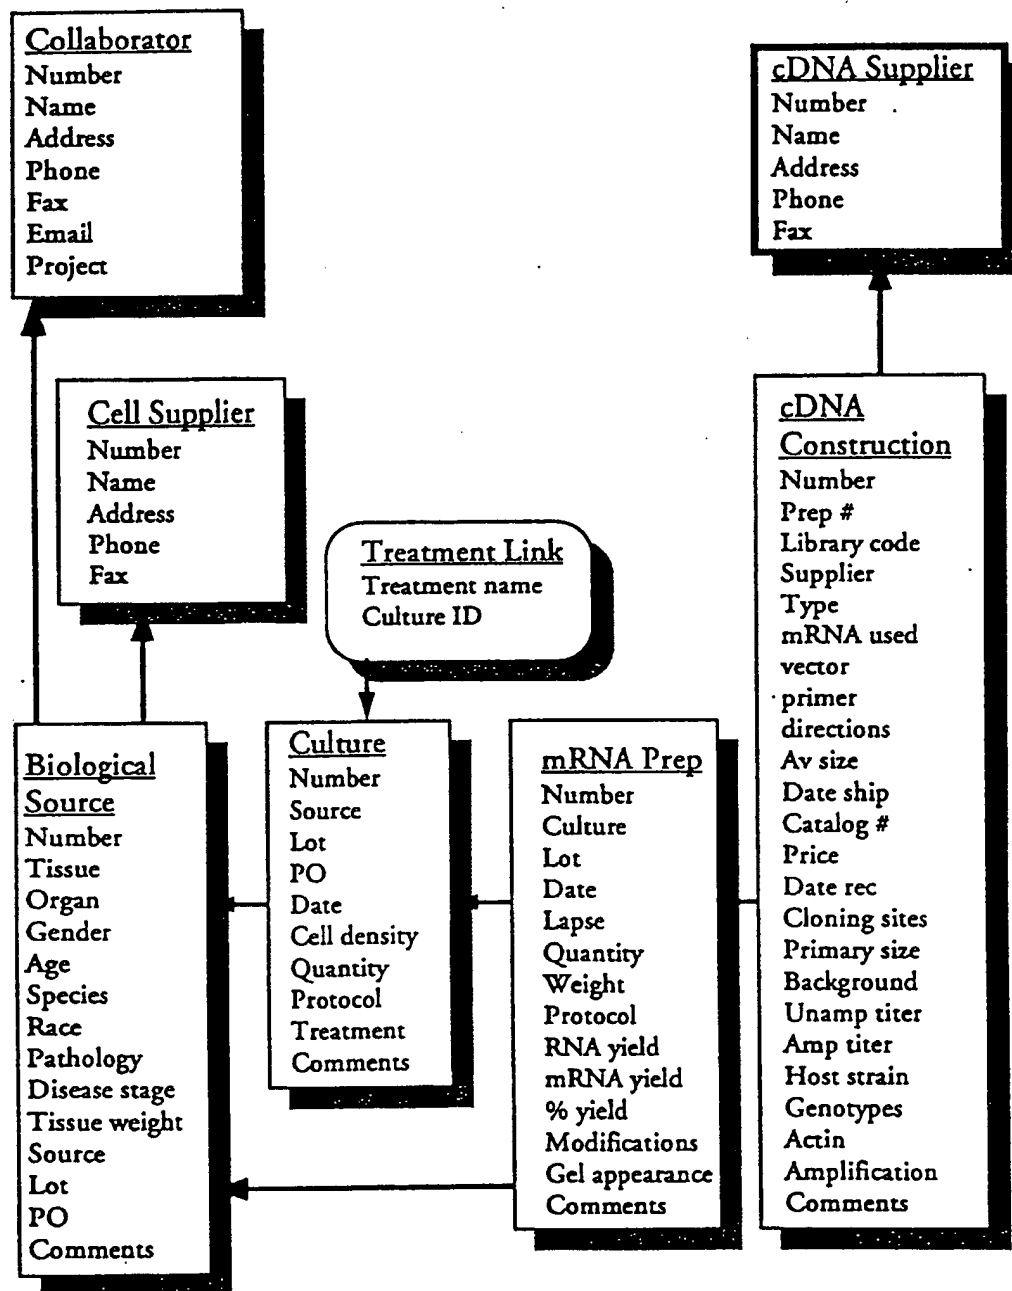 Collaborator
Number
Name
Address
Phone
Fax
Email
Project
cDNA Supplier
Number
Name
Address
Phone
Fax
Cell Supplier
Number
Name
Address
Phone
Fax
Treatment Link
Treatment name
Culture ID
Biological
Source
Number
Tissue
Organ
Gender
Age
Species
Race
Pathology
Disease stage
Tissue weight
Source
Lot
PO
Comments
Culture
Number
Source
Lot
PO
Date
Cell density
Quantity
Protocol
Treatment
Comments
mRNA Prep
Number
Culture
Lot
Date
Lapse
Quantity
Weight
Protocol
RNA yield
mRNA yield
% yield
Modifications
Gel appearance
Comments
cDNA
Construction
Number
Prep #
Library code
Supplier
Type
mRNA used
vector
primer
directions
Av size
Date ship
Catalog #
Price
Date rec
Cloning sites
Primary size
Background
Unamp titer
Amp titer
Host strain
Genotypes
Actin
Amplification
Comments